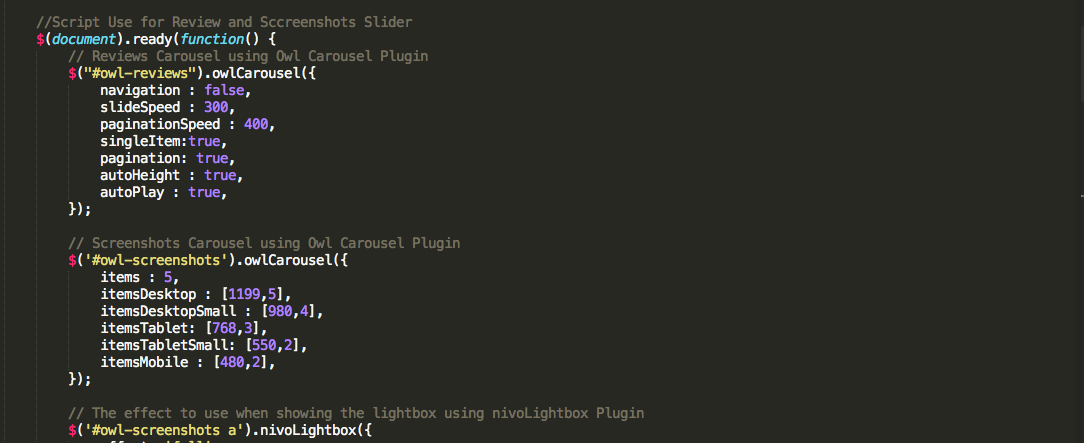 //Script Use for Review and Sccreenshots Slider
$(document).ready(function() {
// Reviews Carousel using Owl Carousel Plugin
$("#owl-reviews").owlCarousel({
navigation : false,
slideSpeed : 300,
paginationSpeed : 400,
singleItem:true,
pagination: true,
autoHeight : true,
autoPlay : true,
});
// Screenshots Carousel using Owl Carousel Plugin
$('#owl-screenshots').owlCarousel({
items : 5,
itemsDesktop : [1199,5],
itemsDesktopSmall : [980,4],
itemsTablet: [768,3],
itemsTabletSmall: [550,2],
itemsMobile : [480,2],
});
// The effect to use when showing the lightbox using nivoLightbox Plugin
$('#owl-screenshots a').nivoLightbox({